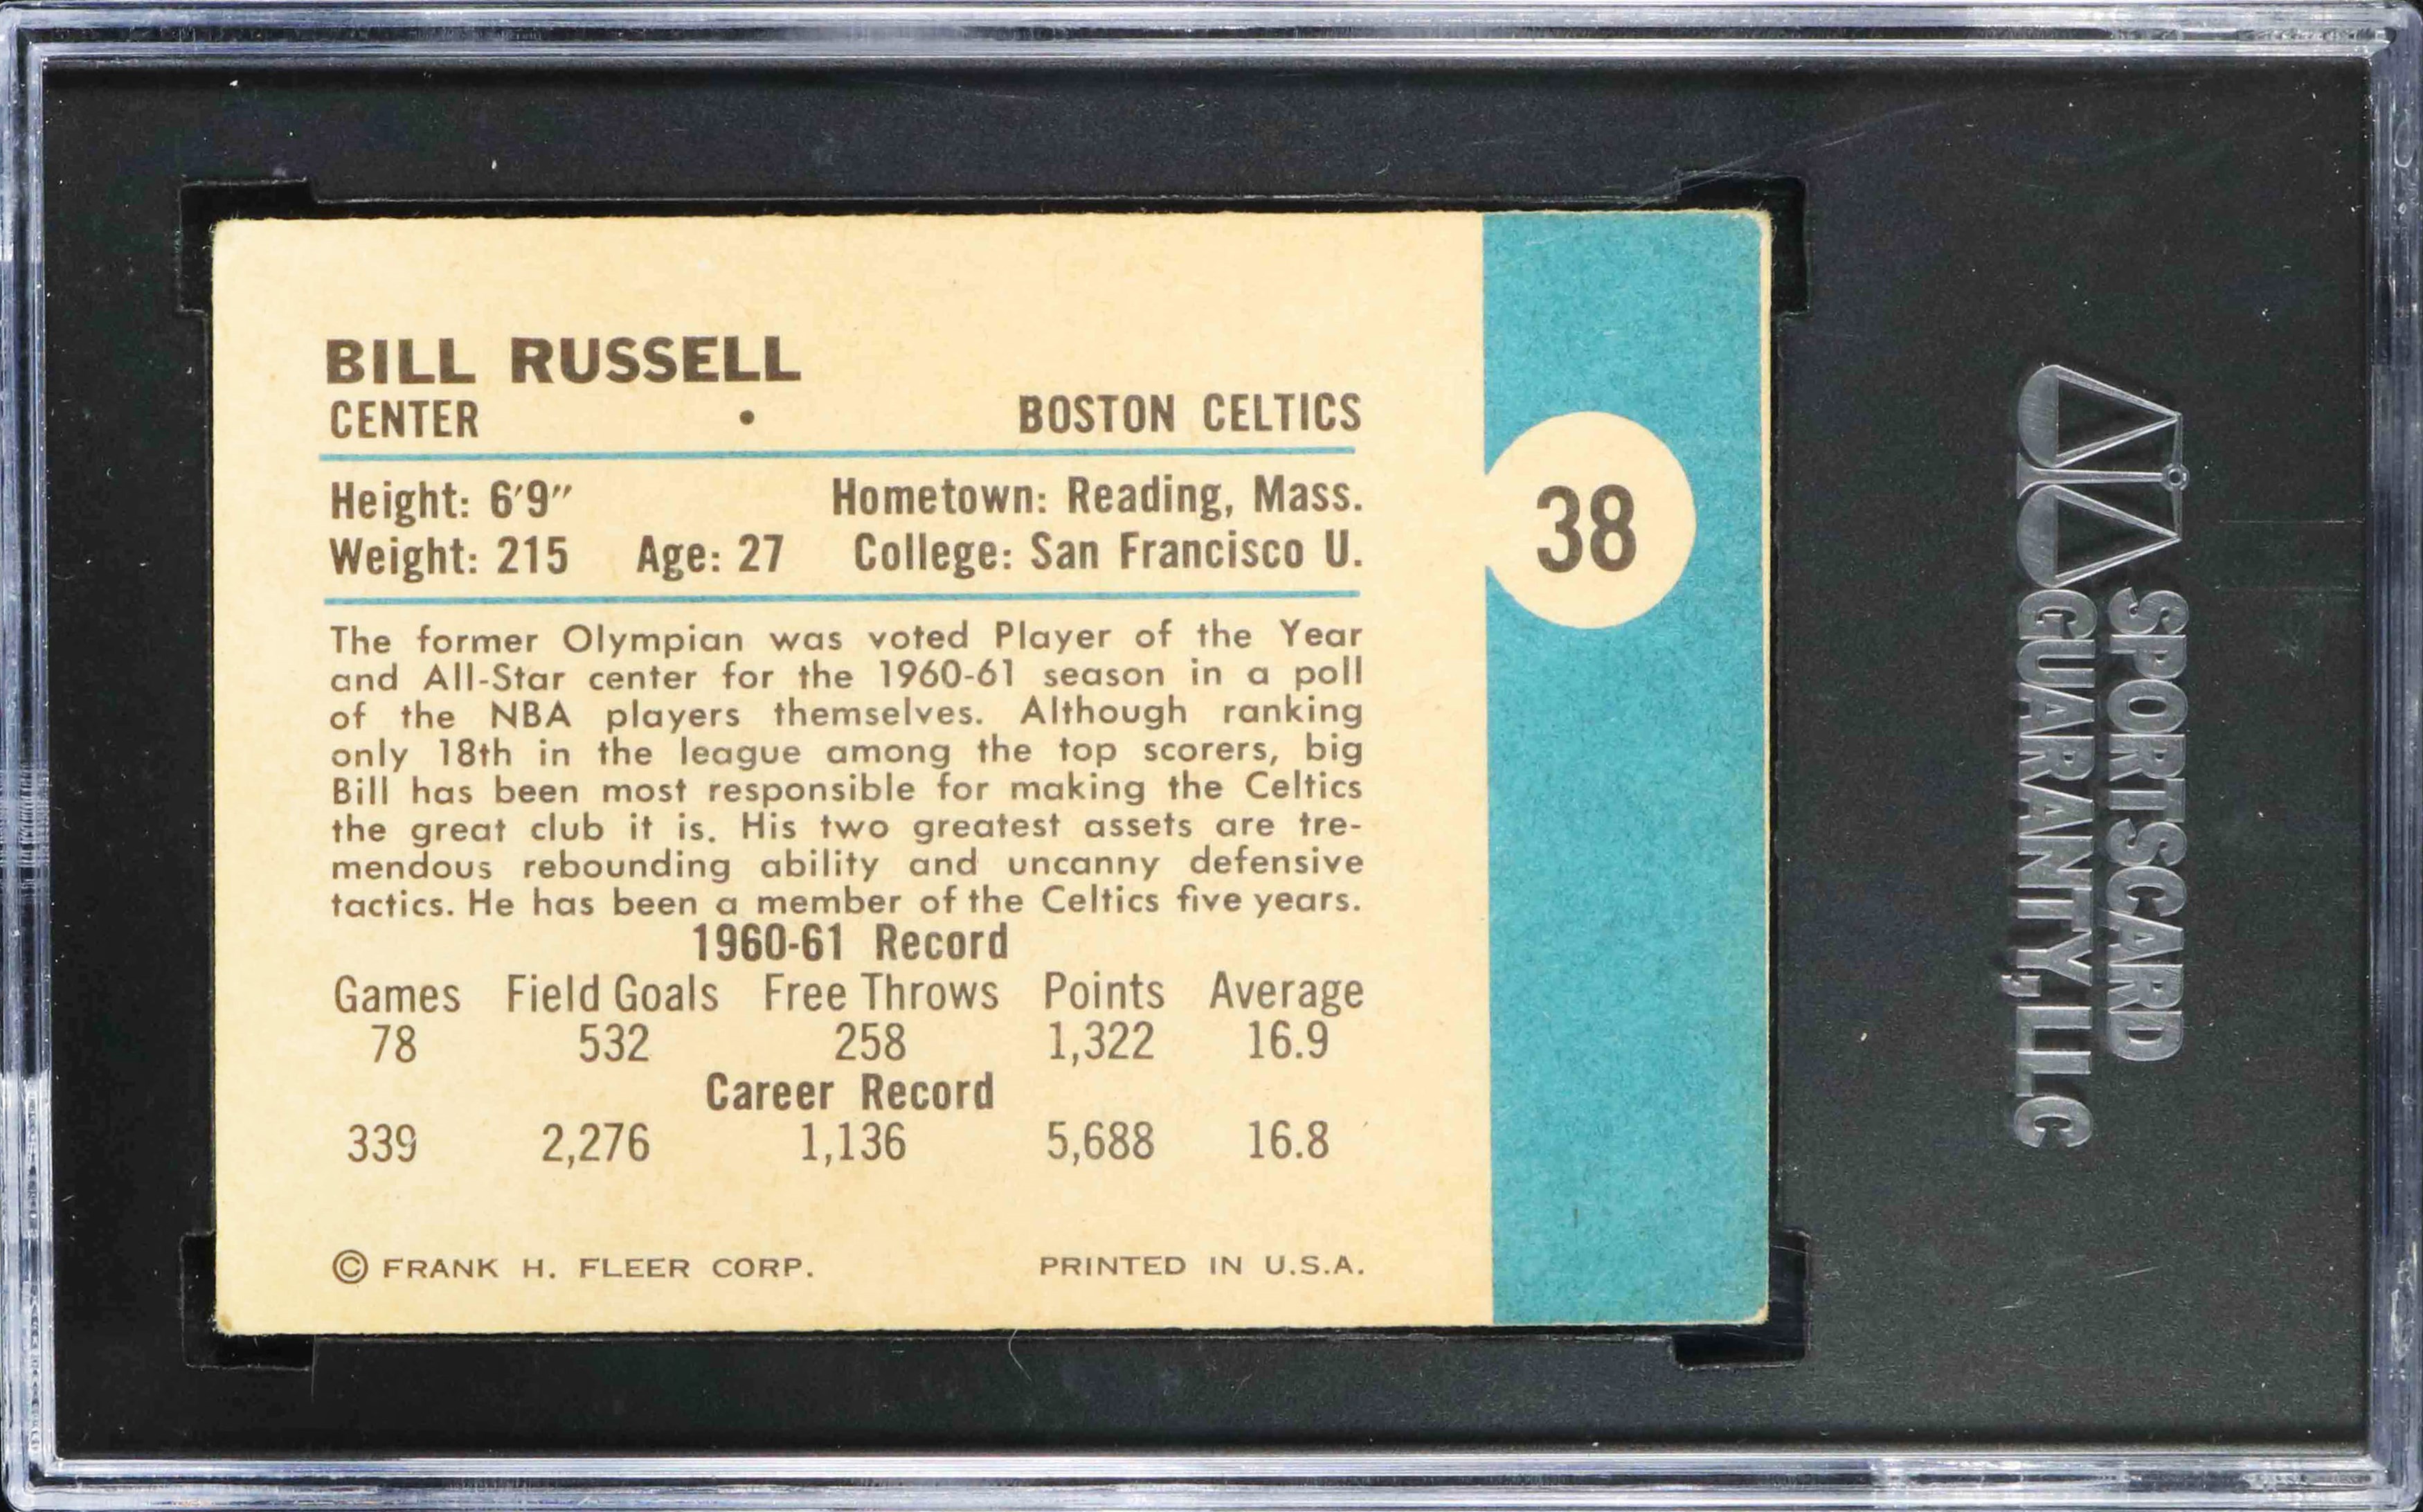 BILL RUSSELL
CENTER • BOSTON CELTICS
Height: 6'9" Hometown: Reading, Mass.
Weight: 215 Age: 27 College: San Francisco U.
38
The former Olympian was voted Player of the Year
and All-Star center for the 1960-61 season in a poll
of the NBA players themselves. Although ranking
only 18th in the league among the top scorers, big
Bill has been most responsible for making the Celtics
the great club it is. His two greatest assets are tre-
mendous rebounding ability and uncanny defensive
tactics. He has been a member of the Celtics five years.
1960-61 Record
Games Field Goals Free Throws Points Average
78 532 258 1,322 16.9
Career Record
339 2,276 1,136 5,688 16.8
© FRANK H. FLEER CORP. PRINTED IN U.S.A.
SPORTSCARD
GUARANTY, LLC